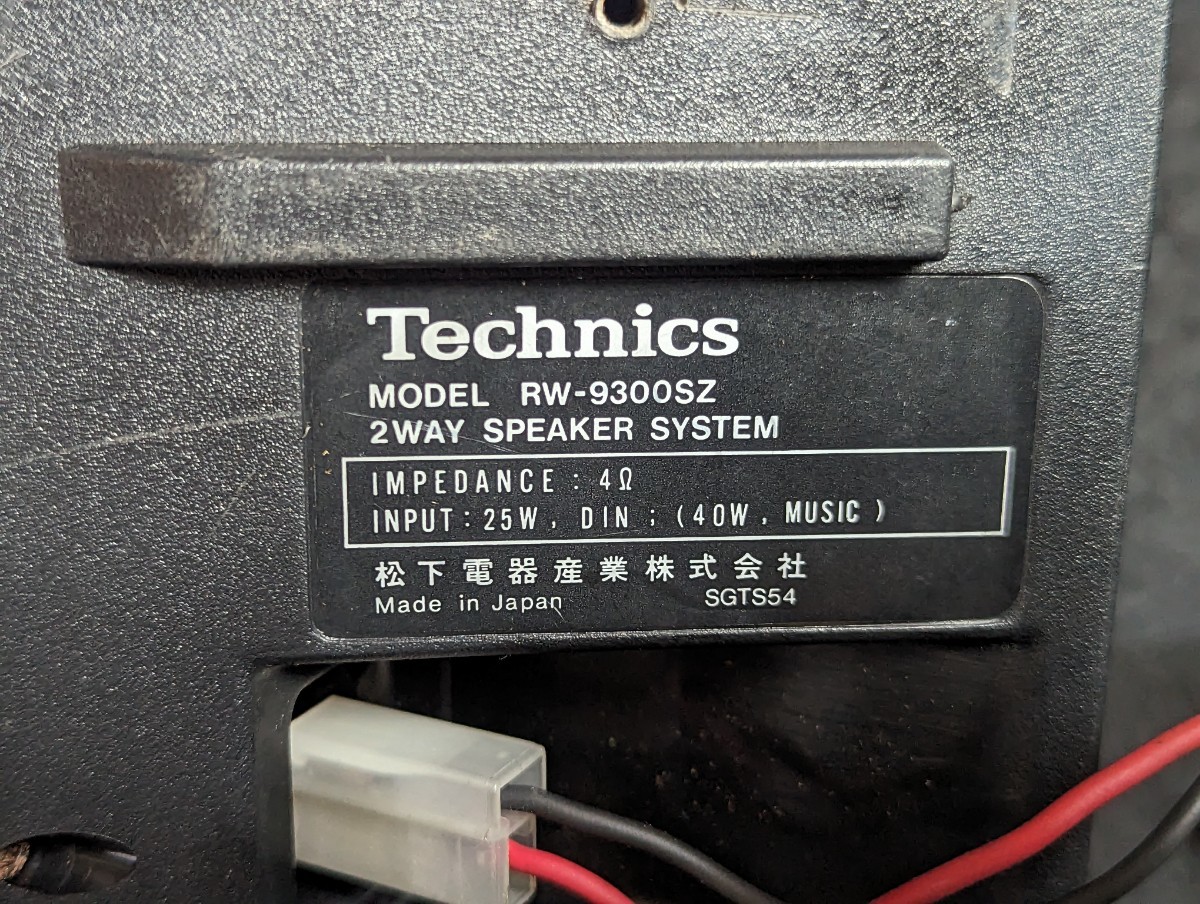 Technics
MODEL RW-9300SZ
2WAY SPEAKER SYSTEM
IMPEDANCE : 4Ω
INPUT : 25W , DIN ; (40W , MUSIC )
松下電器産業株式会社
Made in Japan SGTS54